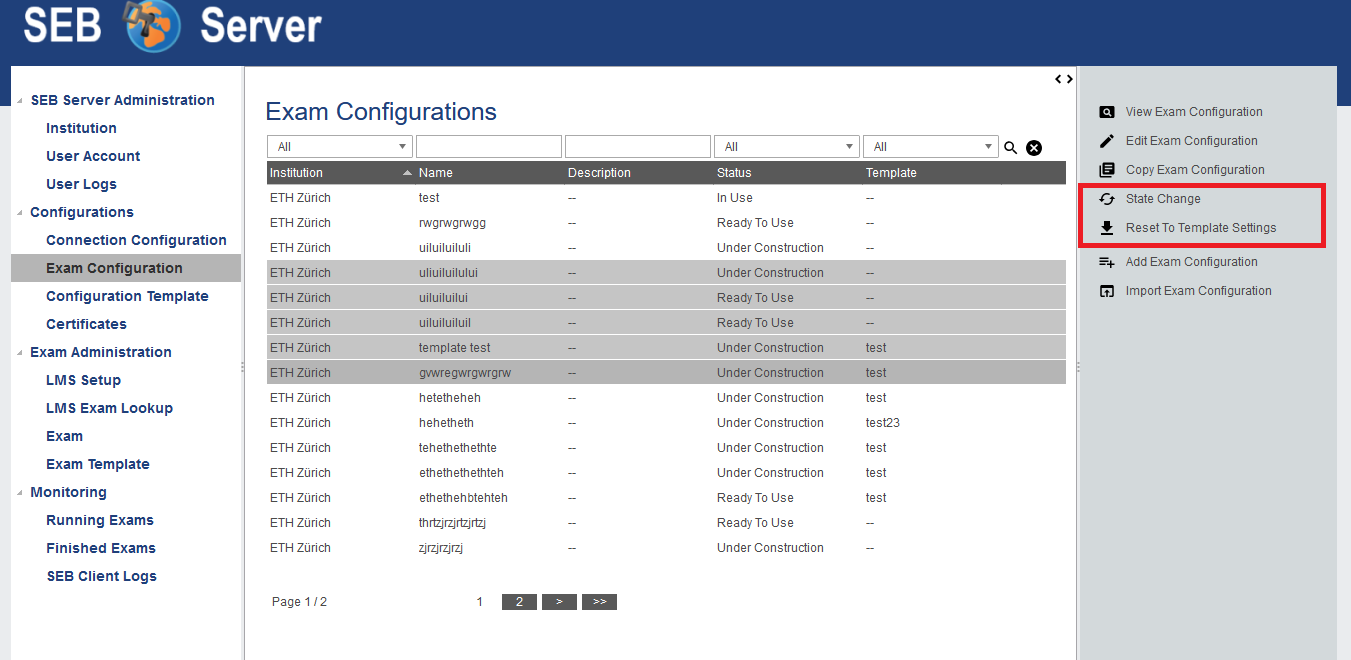 SEB Server
SEB Server Administration
Institution
User Account
User Logs
Configurations
Connection Configuration
Exam Configuration
Configuration Template
Certificates
Exam Administration
LMS Setup
LMS Exam Lookup
Exam
Exam Template
Monitoring
Running Exams
Finished Exams
SEB Client Logs
Exam Configurations
All All All
Institution Name Description Status Template
ETH Zürich test -- In Use --
ETH Zürich rwgrwgrwgg -- Ready To Use --
ETH Zürich uiluiluiluli -- Under Construction --
ETH Zürich uliuiluilului -- Under Construction --
ETH Zürich uiluiluilui -- Ready To Use --
ETH Zürich uiluiluiluil -- Ready To Use --
ETH Zürich template test -- Under Construction test
ETH Zürich gvwregwrgwrgrw -- Under Construction test
ETH Zürich hetetheheh -- Under Construction test
ETH Zürich hehetheth -- Under Construction test23
ETH Zürich tehethethethte -- Under Construction test
ETH Zürich ethethethethteh -- Under Construction test
ETH Zürich ethethehbtehteh -- Ready To Use test
ETH Zürich thrtzjrzjrtzjrtzj -- Ready To Use --
ETH Zürich zjrzjrzjrzj -- Under Construction --
Page 1 / 2 1 2 > >>
View Exam Configuration
Edit Exam Configuration
Copy Exam Configuration
State Change
Reset To Template Settings
Add Exam Configuration
Import Exam Configuration